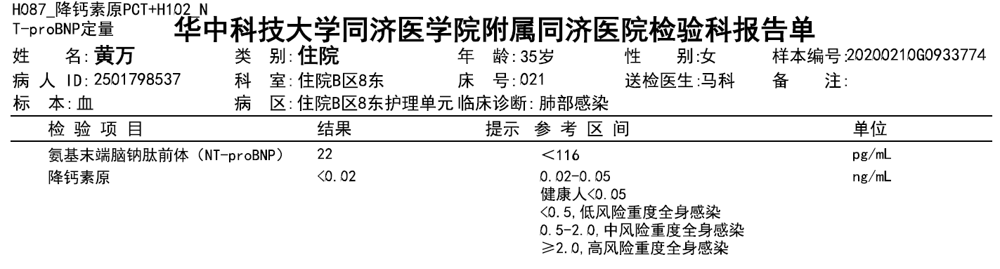 H087_降钙素原PCT+H102_N
T-proBNP定量
华中科技大学同济医学院附属同济医院检验科报告单
姓 名: 黄万 类 别: 住院 年 龄: 35岁 性 别:女 样本编号:20200210G0933774
病 人 ID: 2501798537 科 室: 住院B区8东 床 号:021 送检医生:马科 备 注:
标 本: 血 病 区: 住院B区8东护理单元 临床诊断: 肺部感染
检 验 项 目 结果 提示 参 考 区 间 单位
氨基末端脑钠肽前体（NT-proBNP） 22 ＜116 pg/mL
降钙素原 <0.02 0.02-0.05 ng/mL
健康人<0.05
<0.5,低风险重度全身感染
0.5-2.0,中风险重度全身感染
≥2.0,高风险重度全身感染